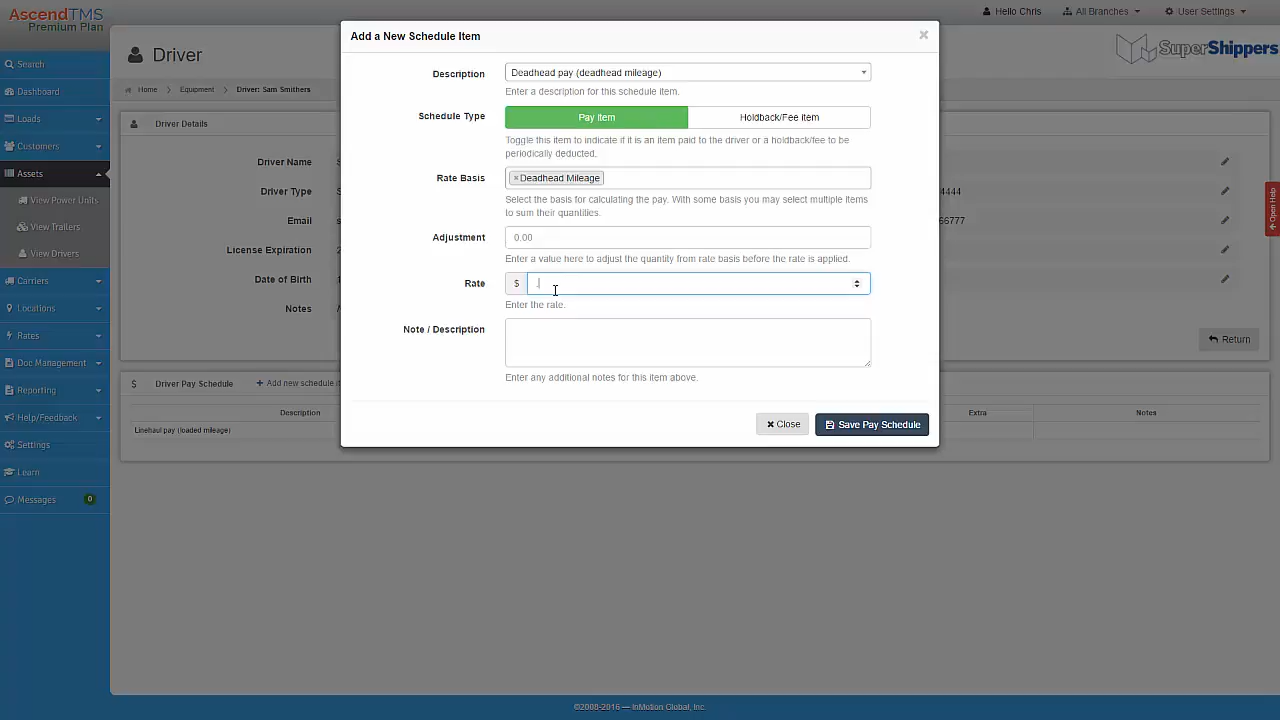 AscendTMS
Premium Plan
Hello Chris
All Branches
User Settings
Add a New Schedule Item
×
Driver
SuperShippers
Search
Home
Equipment
Driver: Sam Smithers
Dashboard
Loads
Customers
Assets
View Power Units
View Trailers
View Drivers
Carriers
Locations
Rates
Doc Management
Reporting
Help/Feedback
Settings
Learn
Messages
0
Driver Details
Driver Name
Driver Type
4444
Email
66777
License Expiration
2
Date of Birth
Notes
Return
Open Help
$ Driver Pay Schedule
+ Add new schedule it
Description
Extra
Notes
Linehaul pay (loaded mileage)
Description
Deadhead pay (deadhead mileage)
Enter a description for this schedule item.
Schedule Type
Pay Item
Holdback/Fee item
Toggle this item to indicate if it is an item paid to the driver or a holdback/fee to be
periodically deducted.
Rate Basis
×Deadhead Mileage
Select the basis for calculating the pay. With some basis you may select multiple items
to sum their quantities.
Adjustment
0.00
Enter a value here to adjust the quantity from rate basis before the rate is applied.
Rate
$ .
Enter the rate.
Note / Description
Enter any additional notes for this item above.
Close
Save Pay Schedule
©2008-2016 — InMotion Global, Inc.